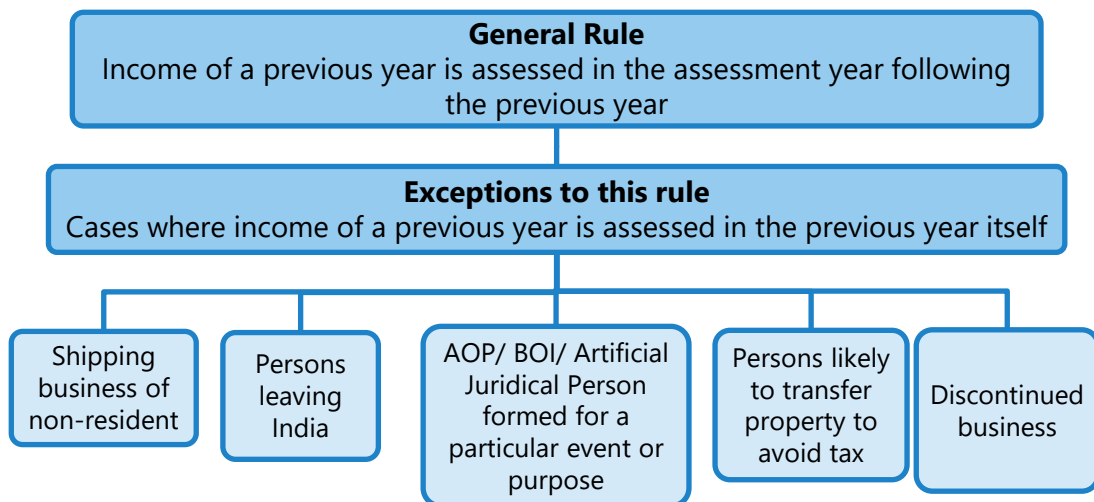 General Rule
Income of a previous year is assessed in the assessment year following
the previous year
Exceptions to this rule
Cases where income of a previous year is assessed in the previous year itself
Shipping
business of
non-resident
Persons
leaving
India
AOP/ BOI/ Artificial
Juridical Person
formed for a
particular event or
purpose
Persons likely
to transfer
property to
avoid tax
Discontinued
business